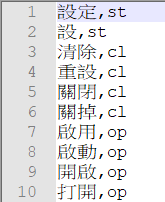 1 設定,st
2 設,st
3 清除,cl
4 重設,cl
5 關閉,cl
6 關掉,cl
7 啟用,op
8 啟動,op
9 開啟,op
10 打開,op